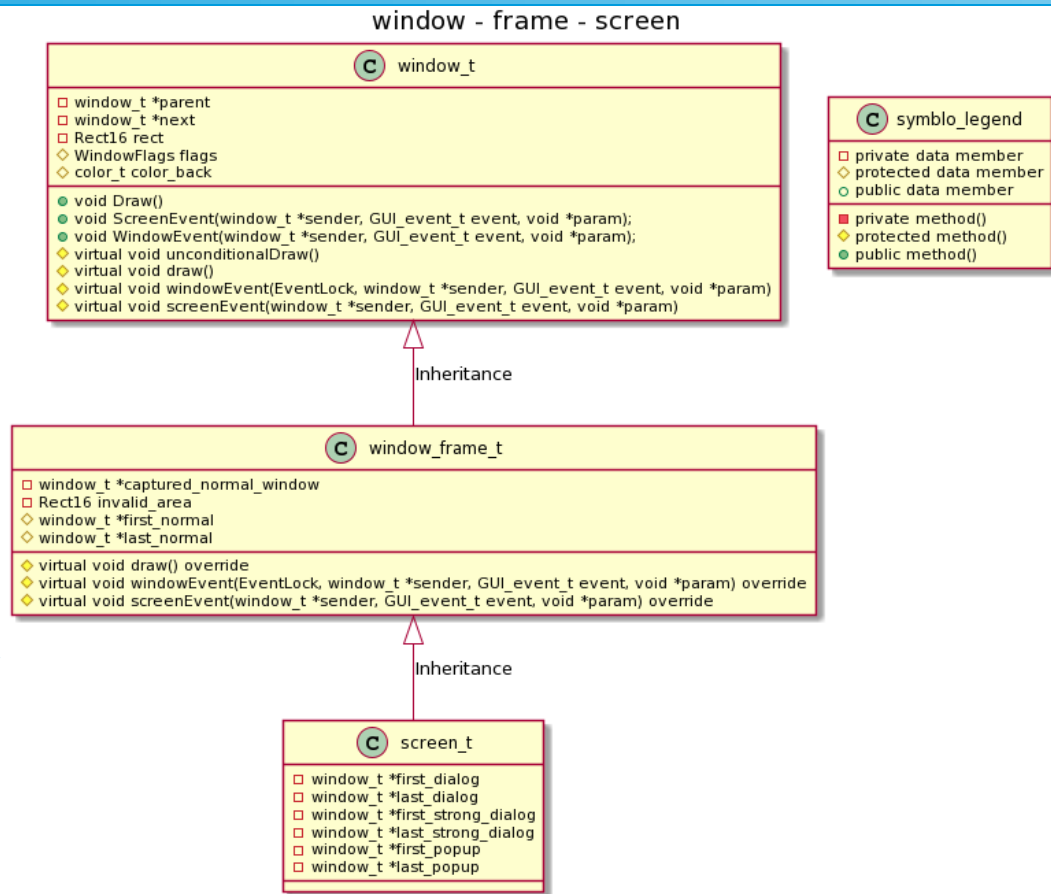 window - frame - screen
C window_t
window_t *parent
window_t *next
Rect16 rect
WindowFlags flags
color_t color_back
void Draw()
void ScreenEvent(window_t *sender, GUI_event_t event, void *param);
void WindowEvent(window_t *sender, GUI_event_t event, void *param);
virtual void unconditionalDraw()
virtual void draw()
virtual void windowEvent(EventLock, window_t *sender, GUI_event_t event, void *param)
virtual void screenEvent(window_t *sender, GUI_event_t event, void *param)
C symblo_legend
private data member
protected data member
public data member
private method()
protected method()
public method()
Inheritance
C window_frame_t
window_t *captured_normal_window
Rect16 invalid_area
window_t *first_normal
window_t *last_normal
virtual void draw() override
virtual void windowEvent(EventLock, window_t *sender, GUI_event_t event, void *param) override
virtual void screenEvent(window_t *sender, GUI_event_t event, void *param) override
Inheritance
C screen_t
window_t *first_dialog
window_t *last_dialog
window_t *first_strong_dialog
window_t *last_strong_dialog
window_t *first_popup
window_t *last_popup